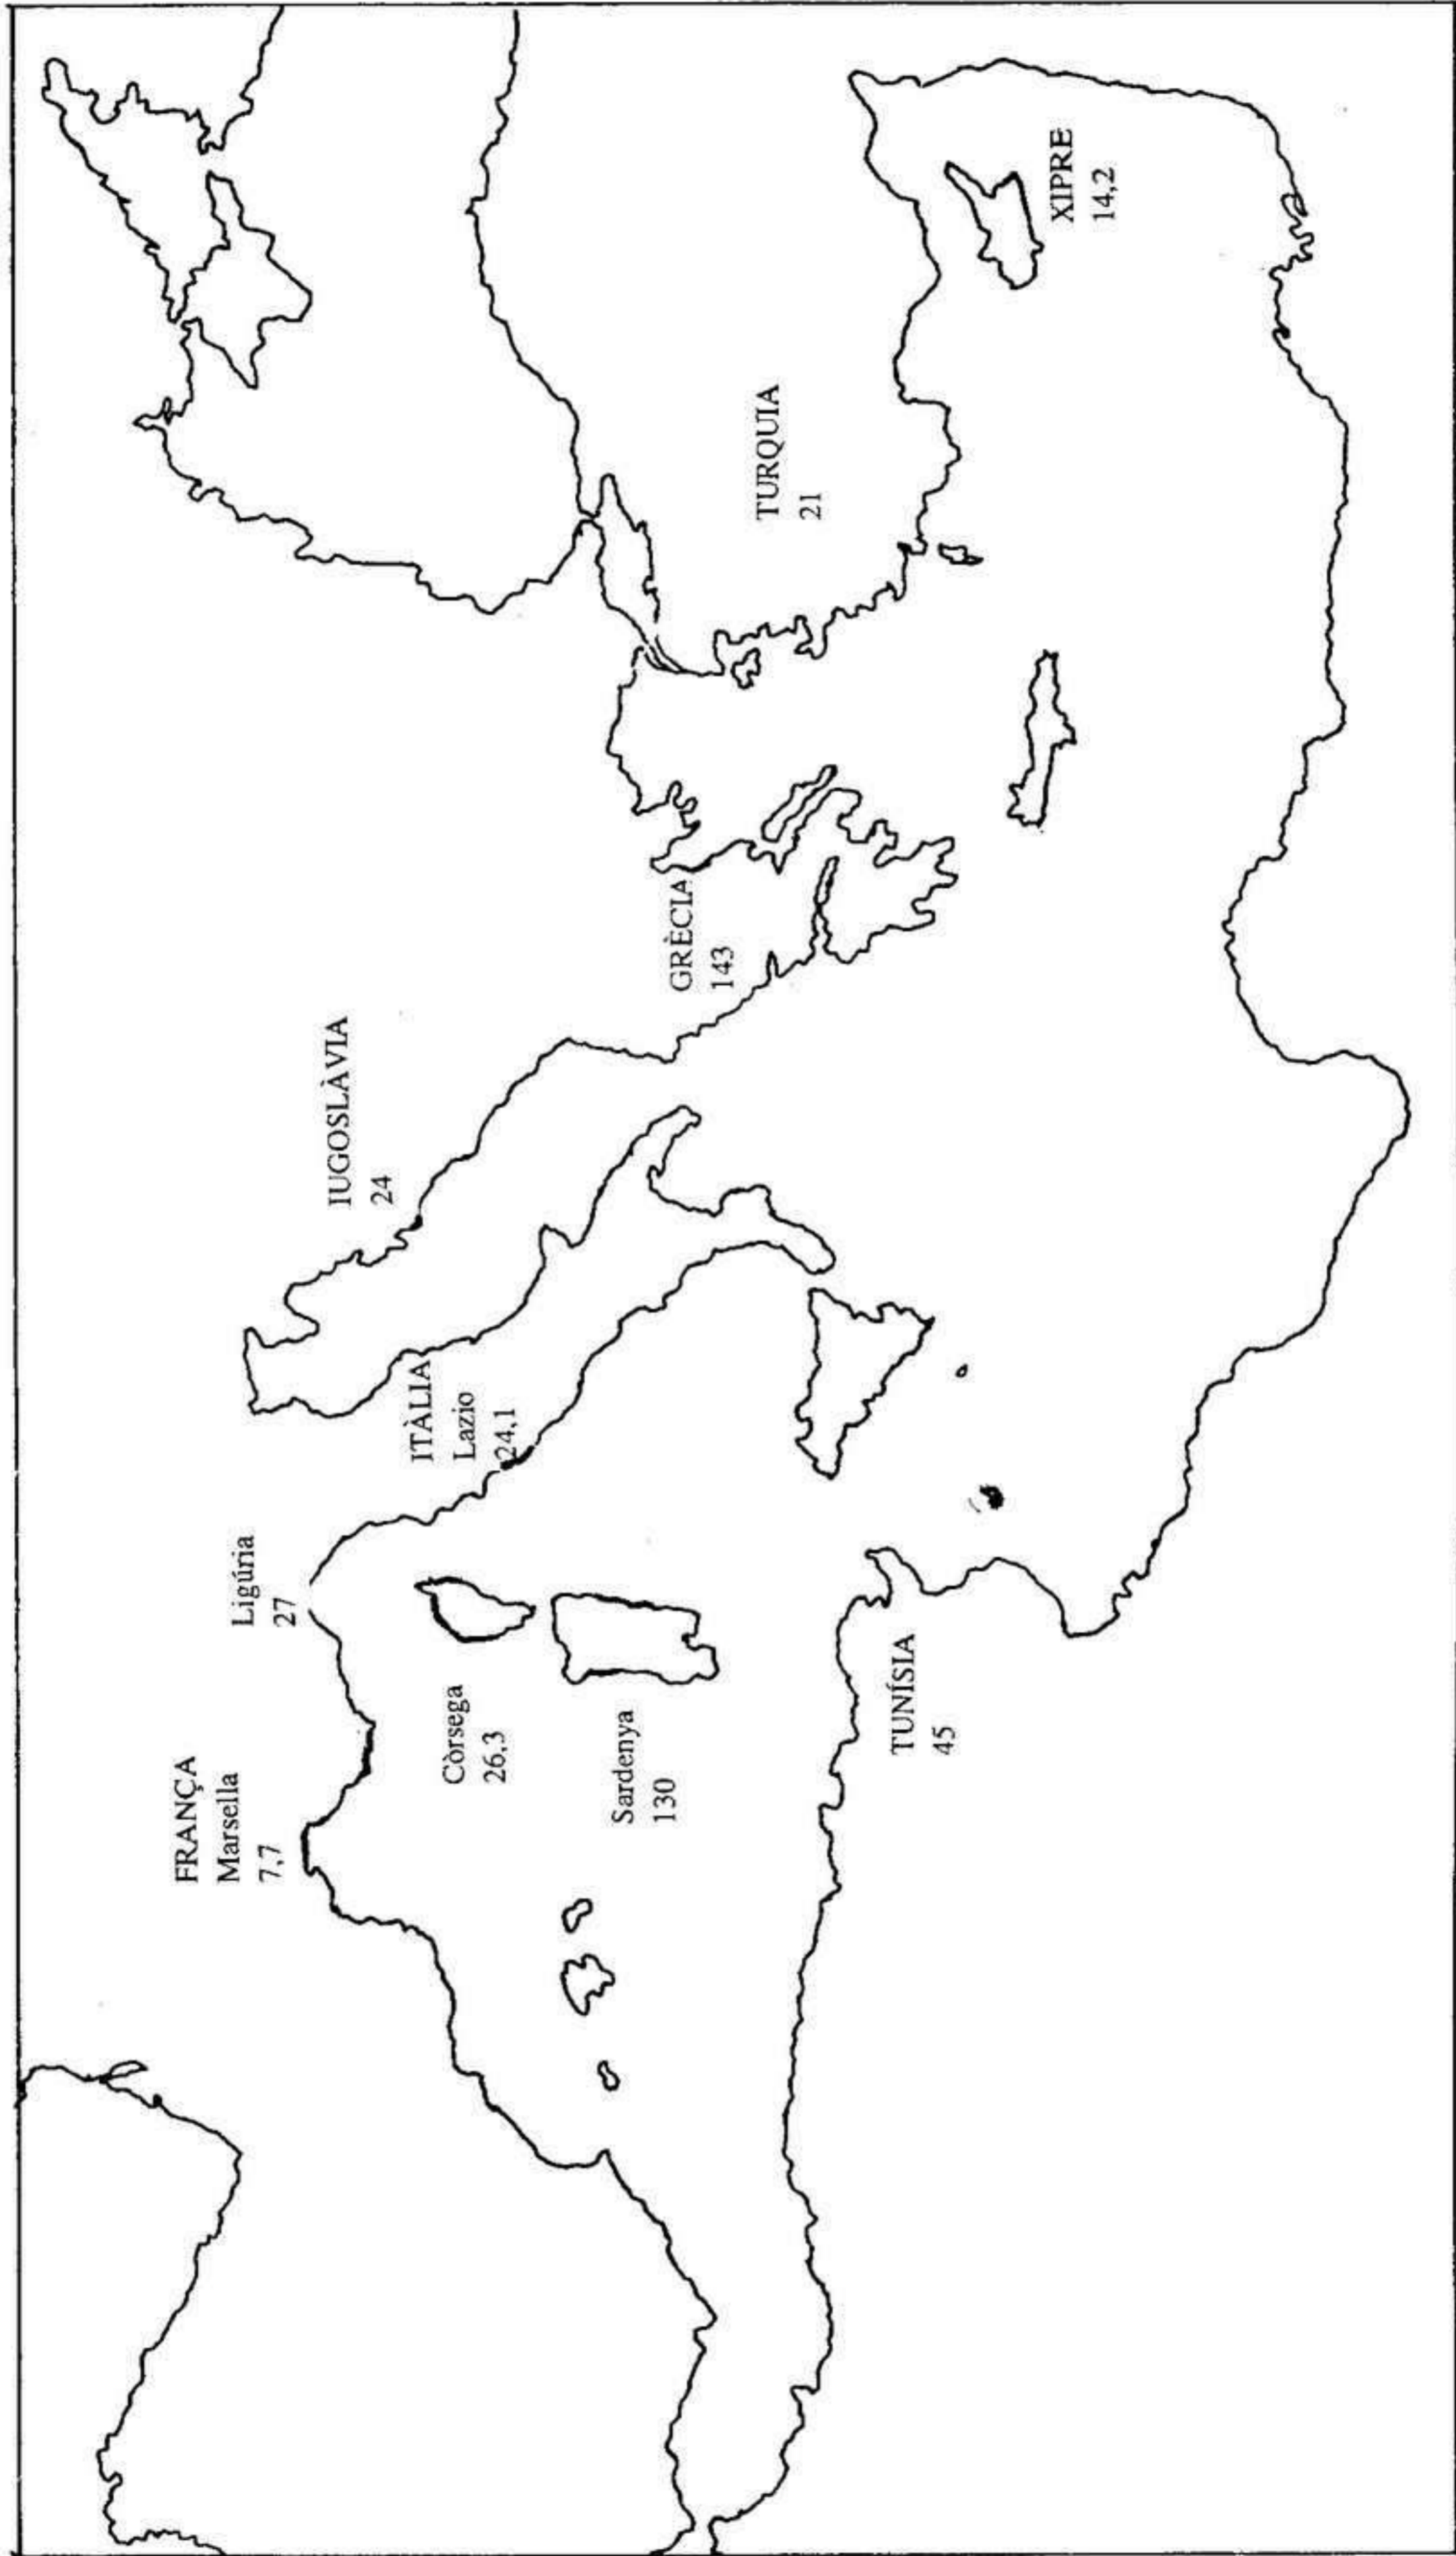 FRANÇA
Marsella
7,7
Ligúria
27
Còrsega
26,3
Sardenya
130
ITÀLIA
Lazio
24,1
IUGOSLÀVIA
24
GRÈCIA
143
TURQUIA
21
XIPRE
14,2
TUNÍSIA
45